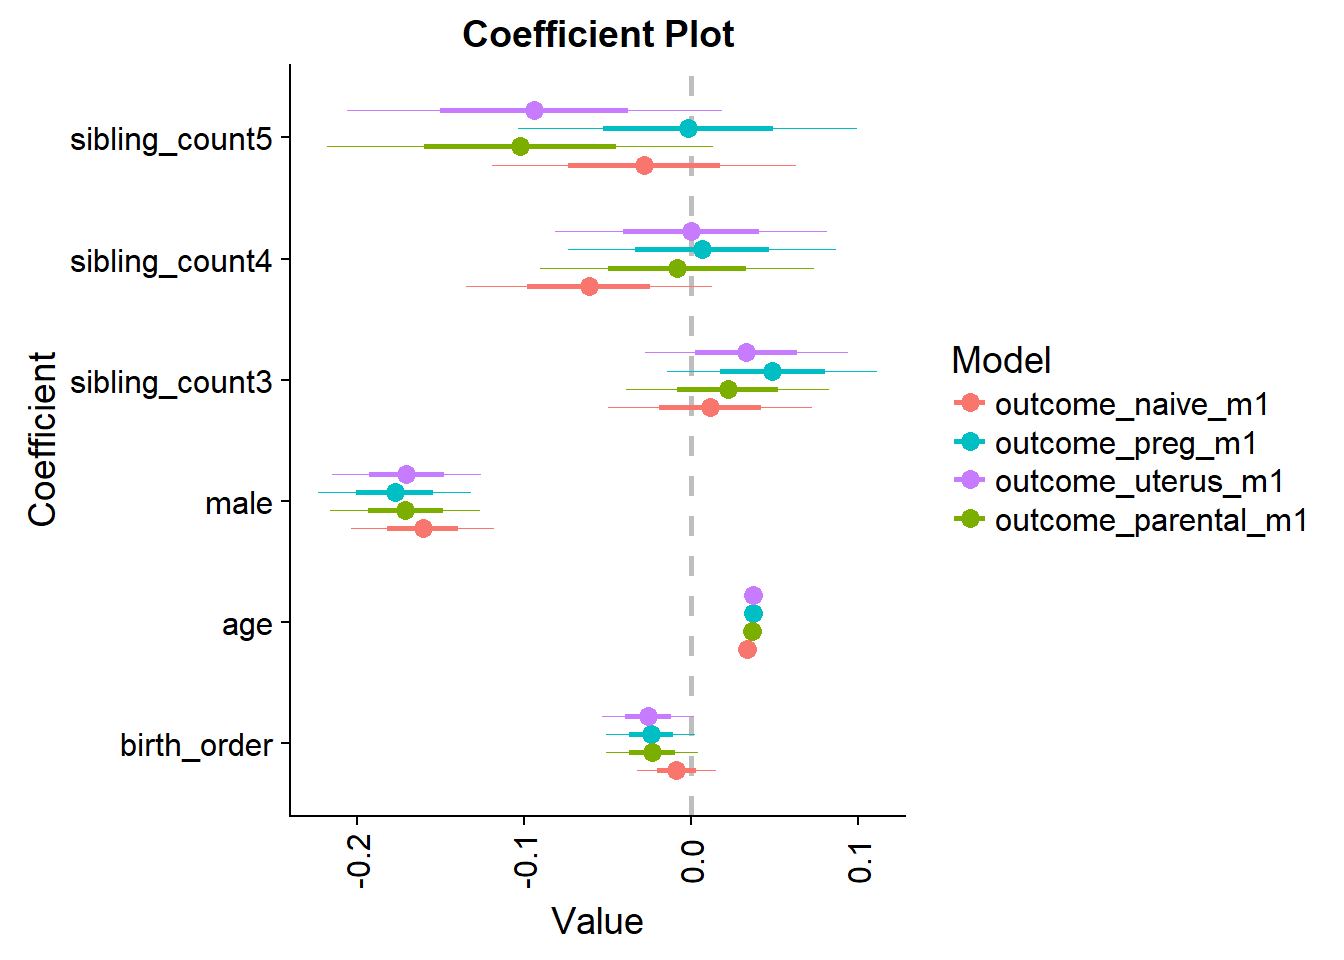 Coefficient Plot
sibling_count5
sibling_count4
sibling_count3
male
age
birth_order
Coefficient
-0.2
-0.1
0.0
0.1
Value
Model
outcome_naive_m1
outcome_preg_m1
outcome_uterus_m1
outcome_parental_m1